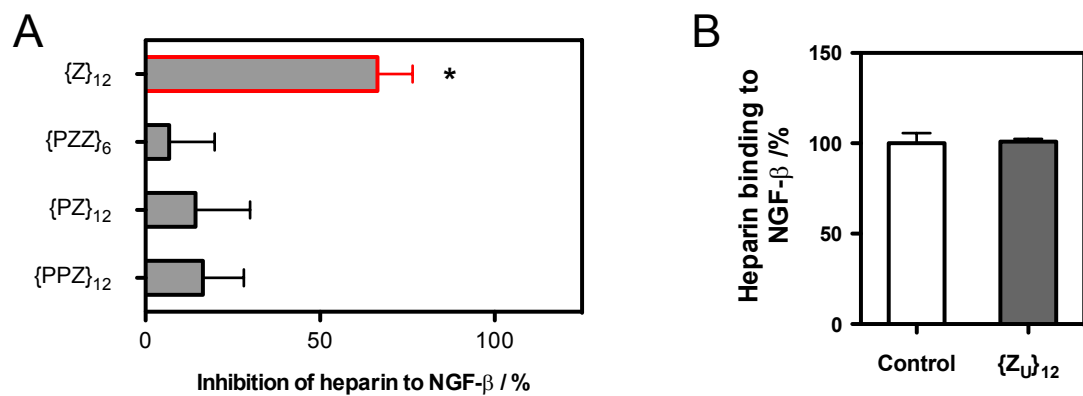 A
{Z}12
*
{PZZ}6
{PZ}12
{PPZ}12
0
50
100
Inhibition of heparin to NGF-β / %
B
Heparin binding to
NGF-β /%
150
100
50
0
Control
{ZU}12